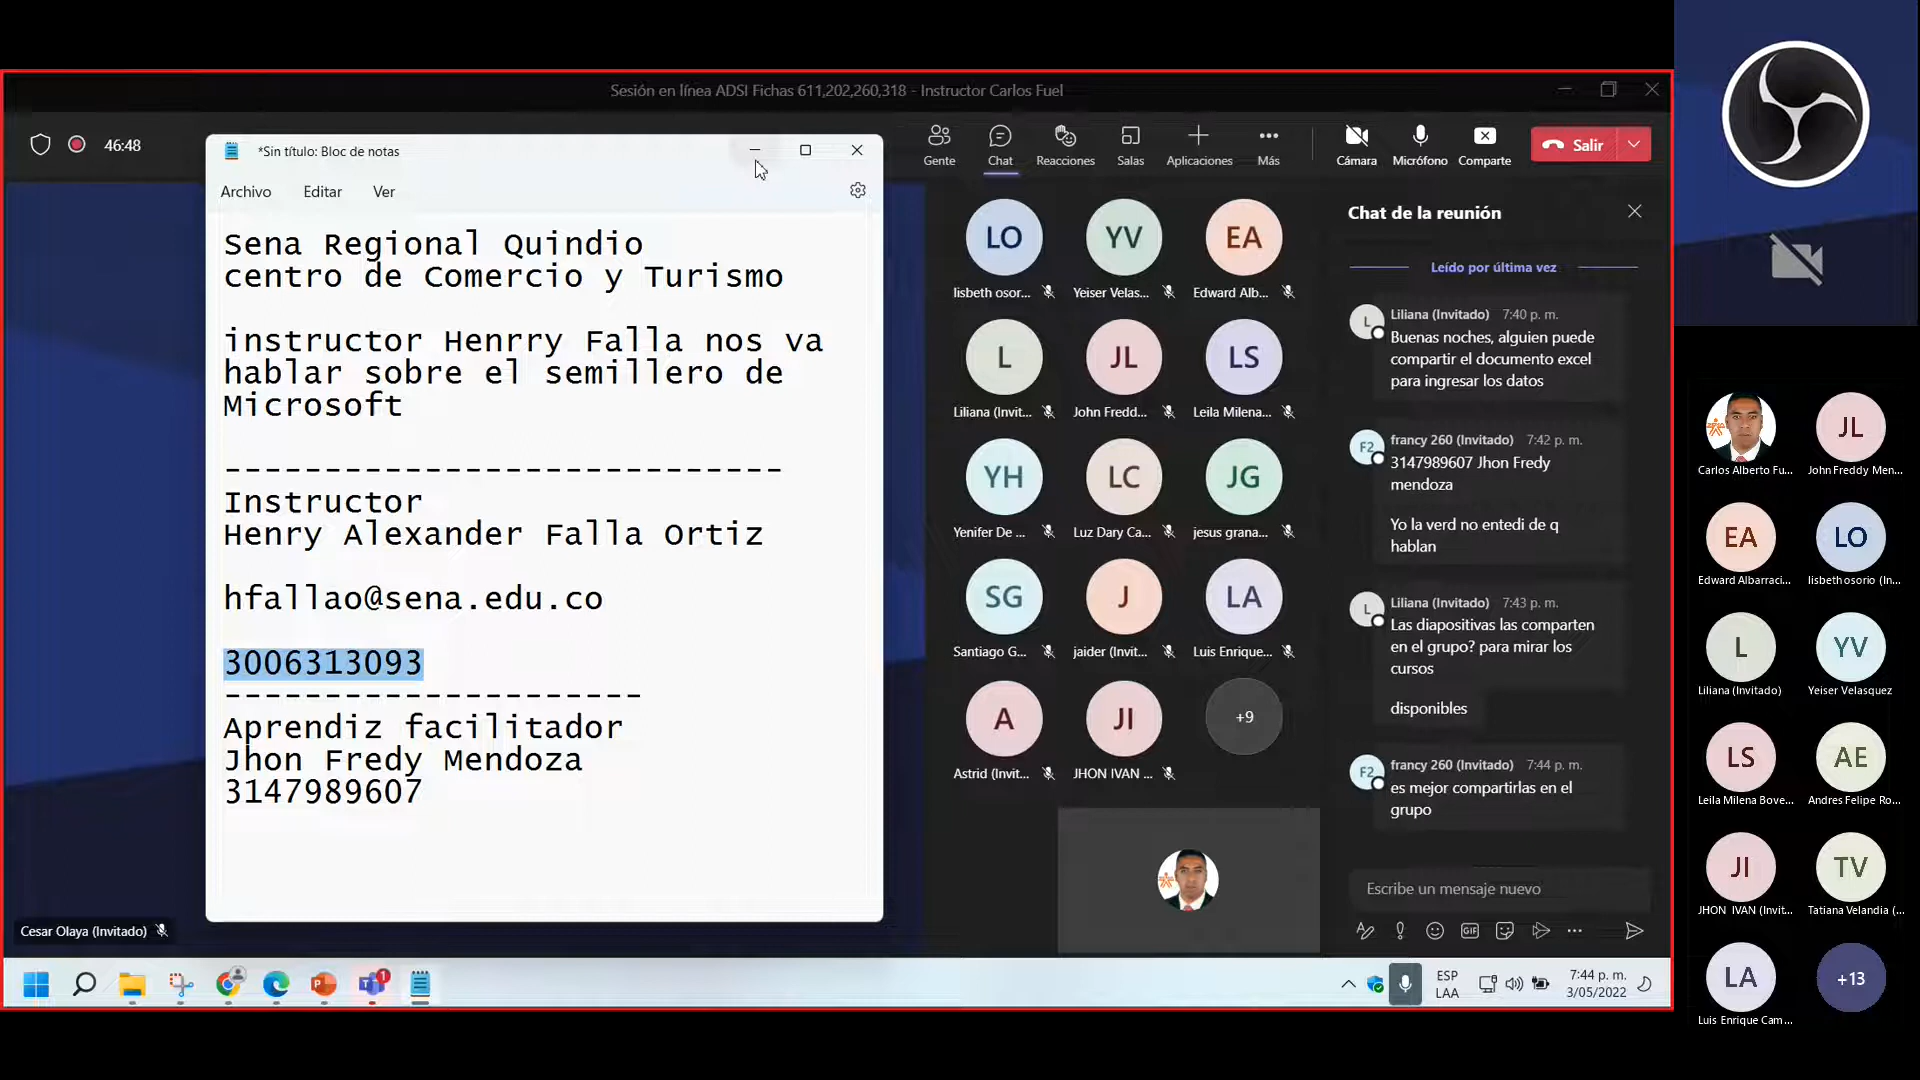 Sesión en línea ADSI Fichas 611,202,260,318 - Instructor Carlos Fuel
46:48
*Sin título: Bloc de notas
Archivo Editar Ver
Sena Regional Quindio
centro de Comercio y Turismo
instructor Henrry Falla nos va
hablar sobre el semillero de
Microsoft
----------------------------
Instructor
Henry Alexander Falla Ortiz
hfallao@sena.edu.co
3006313093
---------------------
Aprendiz facilitador
Jhon Fredy Mendoza
3147989607
Cesar Olaya (Invitado)
Gente Chat Reacciones Salas Aplicaciones Más Cámara Micrófono Comparte Salir
LO YV EA
lisbeth osor... Yeiser Velas... Edward Alb...
L JL LS
Liliana (Invit... John Fredd... Leila Milena...
YH LC JG
Yenifer De ... Luz Dary Ca... jesus grana...
SG J LA
Santiago G... jaider (Invit... Luis Enrique...
A JI +9
Astrid (Invit... JHON IVAN ...
Chat de la reunión
Leído por última vez
L Liliana (Invitado) 7:40 p. m.
Buenas noches, alguien puede
compartir el documento excel
para ingresar los datos
F2 francy 260 (Invitado) 7:42 p. m.
3147989607 Jhon Fredy
mendoza
Yo la verd no entedi de q
hablan
L Liliana (Invitado) 7:43 p. m.
Las diapositivas las comparten
en el grupo? para mirar los
cursos
disponibles
F2 francy 260 (Invitado) 7:44 p. m.
es mejor compartirlas en el
grupo
Escribe un mensaje nuevo
GIF
P T 1
ESP
LAA
7:44 p. m.
3/05/2022
JL
Carlos Alberto Fu... John Freddy Men...
EA LO
Edward Albarraci... lisbeth osorio (In...
L YV
Liliana (Invitado) Yeiser Velasquez
LS AE
Leila Milena Bove... Andres Felipe Ro...
JI TV
JHON IVAN (Invit... Tatiana Velandia (...
LA +13
Luis Enrique Cam...